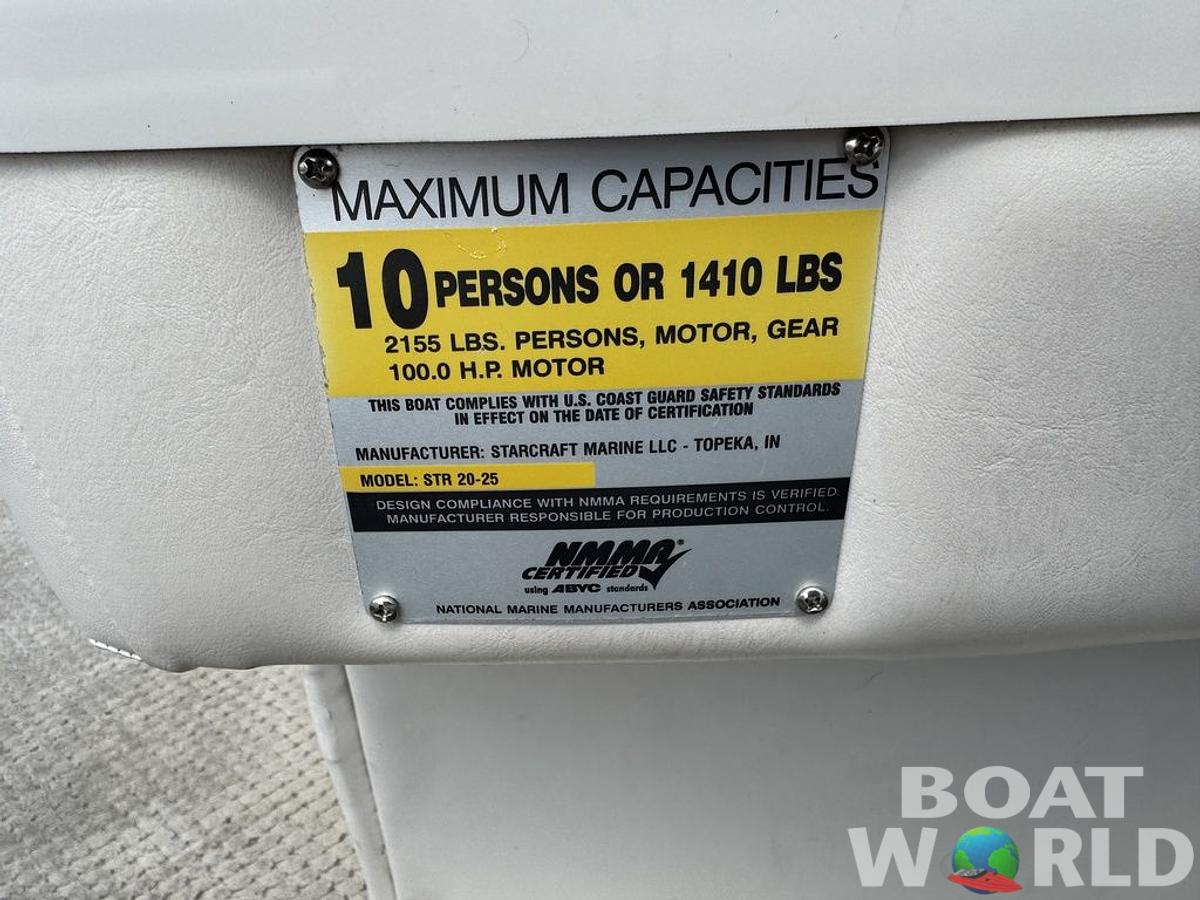 MAXIMUM CAPACITIES
10 PERSONS OR 1410 LBS
2155 LBS. PERSONS, MOTOR, GEAR
100.0 H.P. MOTOR
THIS BOAT COMPLIES WITH U.S. COAST GUARD SAFETY STANDARDS
IN EFFECT ON THE DATE OF CERTIFICATION
MANUFACTURER: STARCRAFT MARINE LLC - TOPEKA, IN
MODEL: STR 20-25
DESIGN COMPLIANCE WITH NMMA REQUIREMENTS IS VERIFIED.
MANUFACTURER RESPONSIBLE FOR PRODUCTION CONTROL.
NMMA®
CERTIFIED
using ABYC standards
NATIONAL MARINE MANUFACTURERS ASSOCIATION
BOAT
WORLD